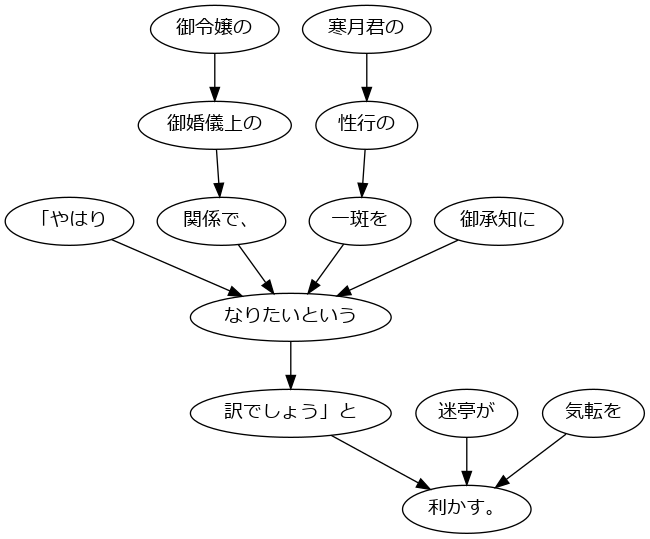 御令嬢の
寒月君の
御婚儀上の
性行の
「やはり
関係で、
一斑を
御承知に
なりたいという
訳でしょう」と
迷亭が
気転を
利かす。